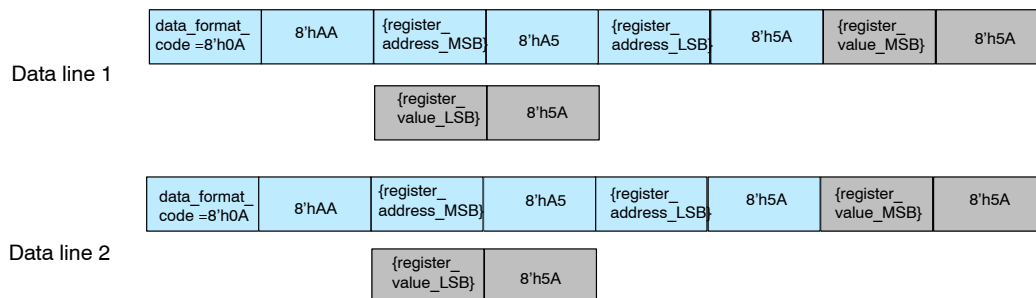 data_format_
code =8'h0A
8'hAA
{register_
address_MSB}
8'hA5
{register_
address_LSB}
8'h5A
{register_
value_MSB}
8'h5A
Data line 1
{register_
value_LSB}
8'h5A
data_format_
code =8'h0A
8'hAA
{register_
address_MSB}
8'hA5
{register_
address_LSB}
8'h5A
{register_
value_MSB}
8'h5A
Data line 2
{register_
value_LSB}
8'h5A